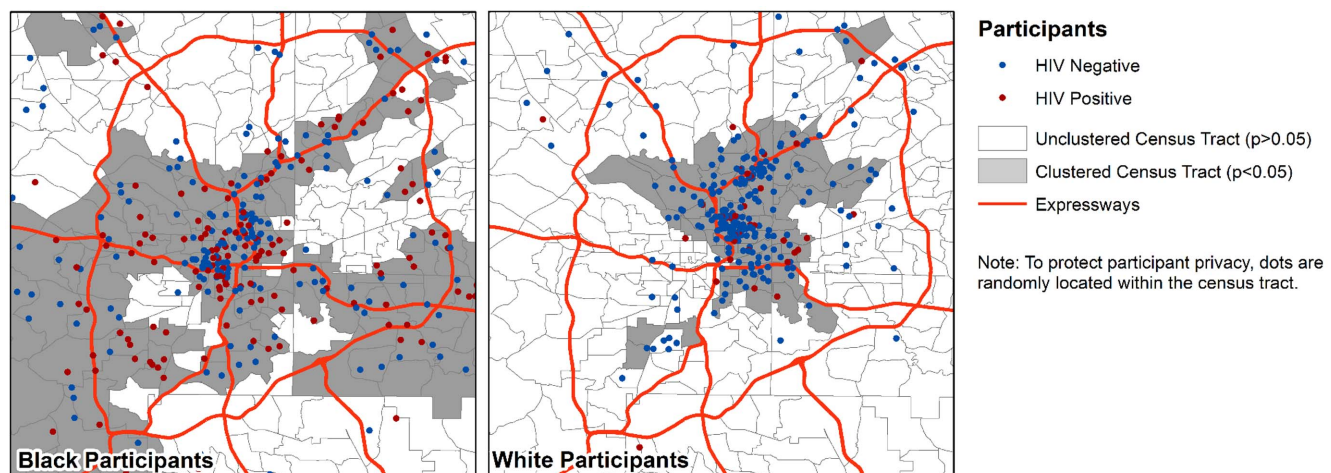 Participants
HIV Negative
HIV Positive
Unclustered Census Tract (p>0.05)
Clustered Census Tract (p<0.05)
Expressways
Note: To protect participant privacy, dots are
randomly located within the census tract.
Black Participants
White Participants